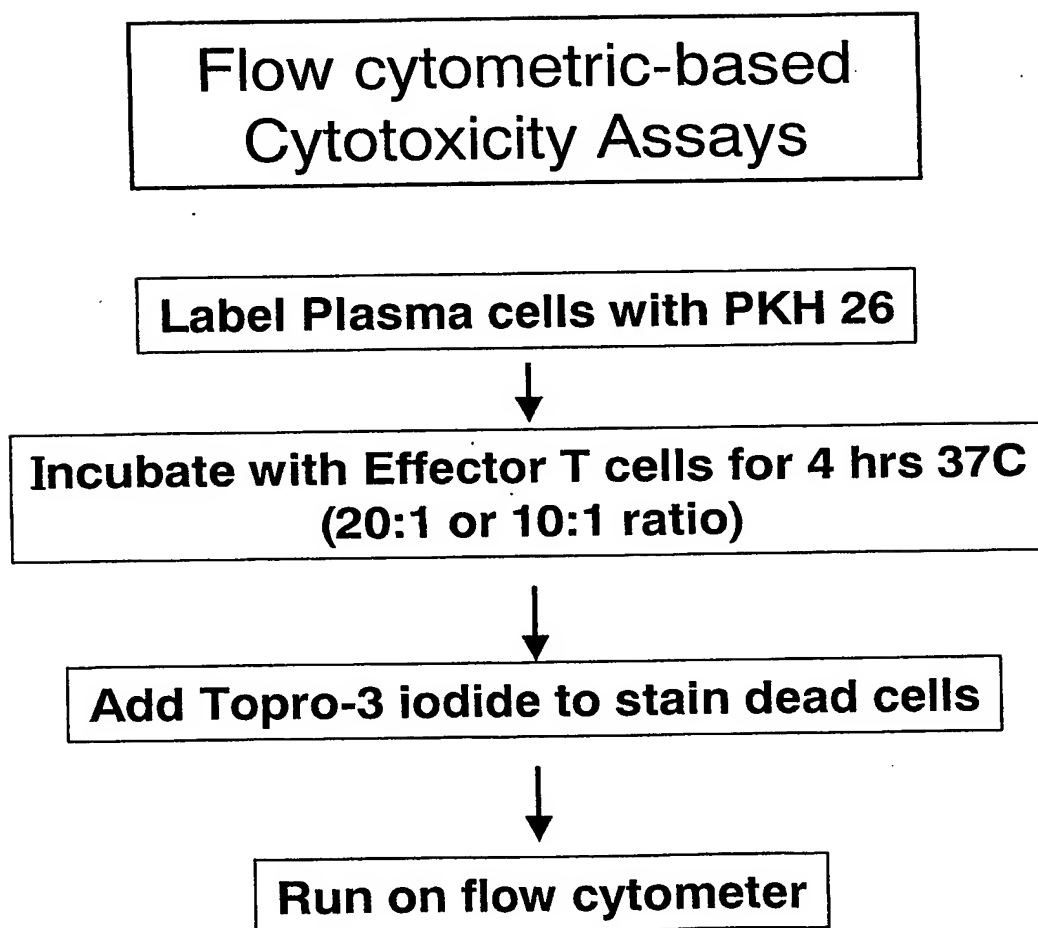 Flow cytometric-based
Cytotoxicity Assays
Label Plasma cells with PKH 26
Incubate with Effector T cells for 4 hrs 37C
(20:1 or 10:1 ratio)
Add Topro-3 iodide to stain dead cells
Run on flow cytometer